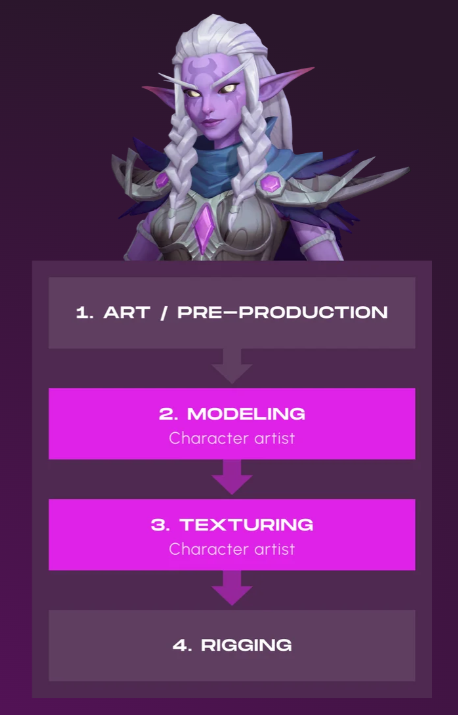 1. ART / PRE-PRODUCTION
2. MODELING
Character artist
3. TEXTURING
Character artist
4. RIGGING